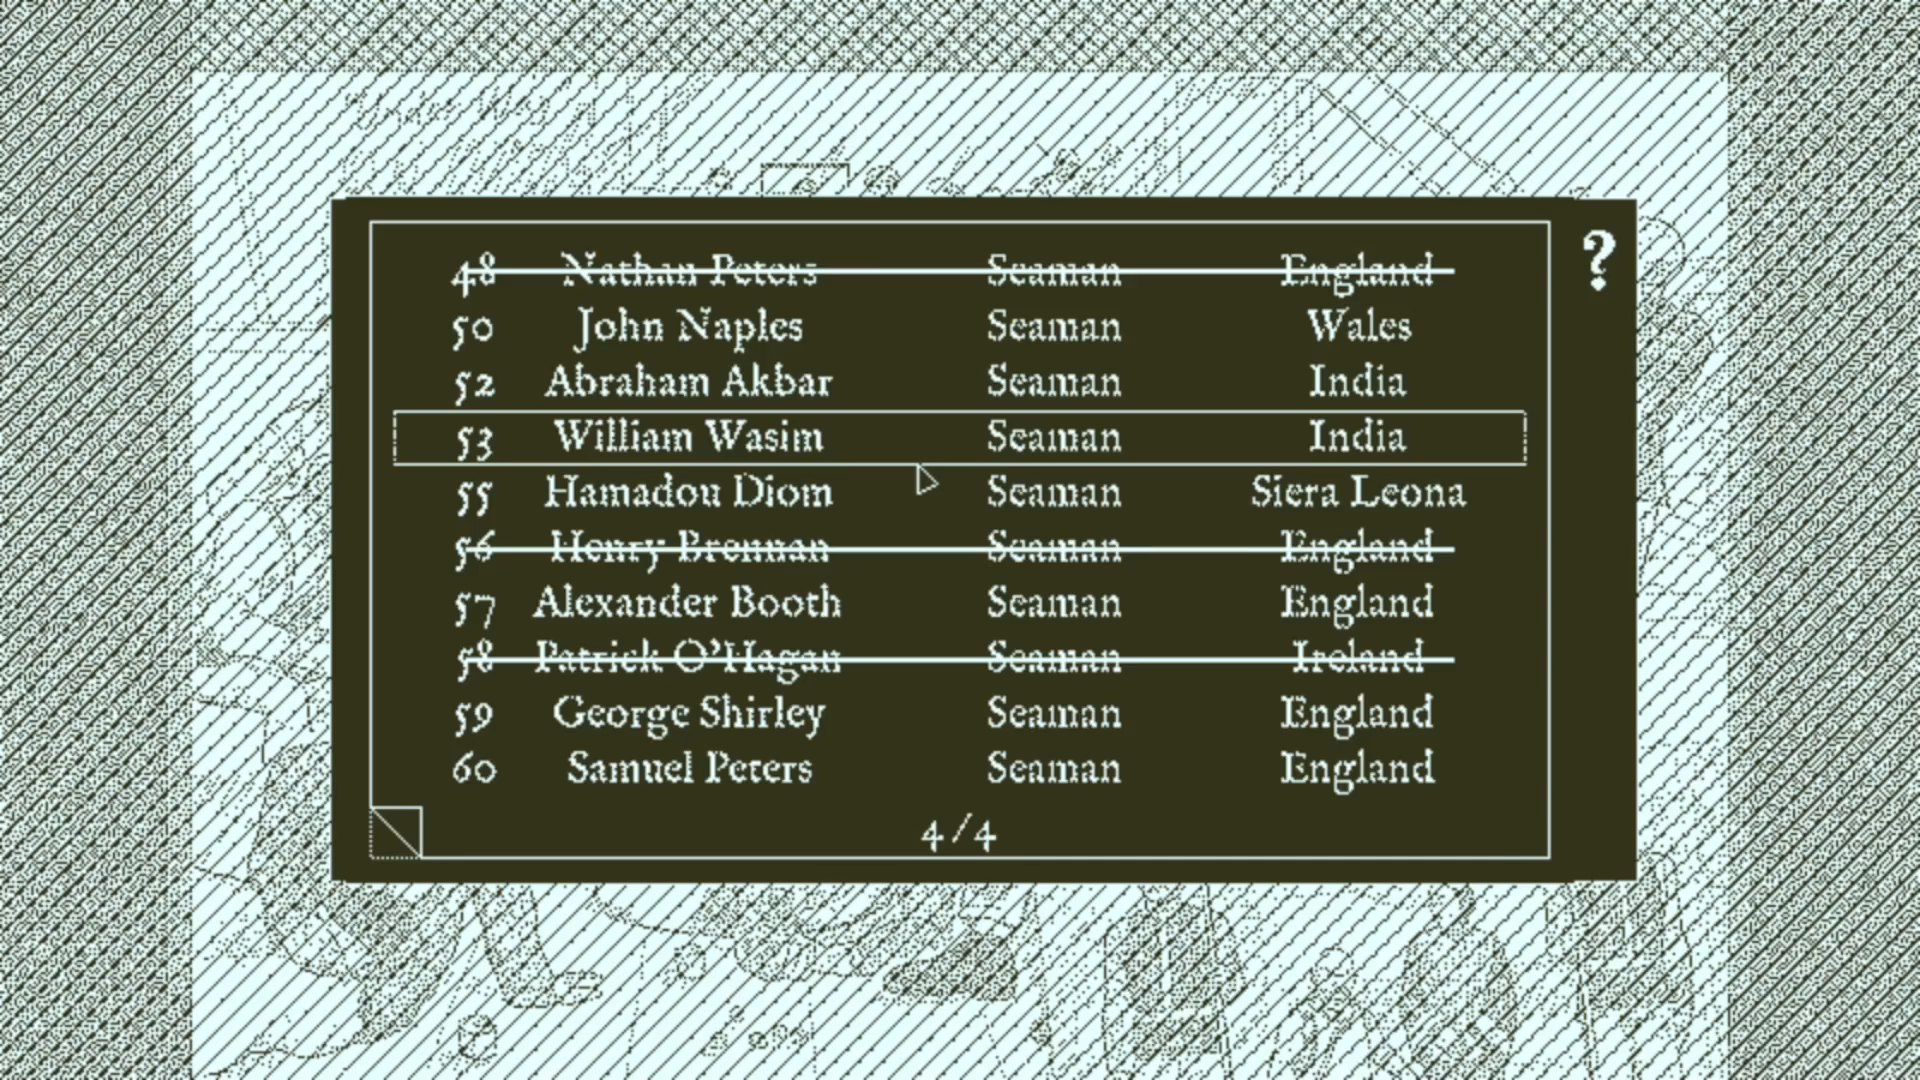 48 Nathan Peters Seaman England
?
50 John Naples Seaman Wales
52 Abraham Akbar Seaman India
53 William Wasim Seaman India
55 Hamadou Diom Seaman Siera Leona
56 Henry Brennan Seaman England
57 Alexander Booth Seaman England
58 Patrick O'Hagan Seaman Ireland
59 George Shirley Seaman England
60 Samuel Peters Seaman England
4/4